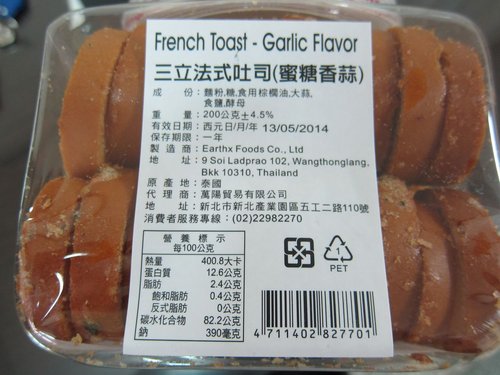 French Toast - Garlic Flavor
三立法式吐司(蜜糖香蒜)
成 份：麵粉,糖,食用棕櫚油,大蒜,
食鹽,酵母
重 量：200公克±4.5%
有效日期：西元日/月/年 13/05/2014
保存期限：一年
製 造 商：Earthx Foods Co., Ltd
地 址：9 Soi Ladprao 102, Wangthonglang,
Bkk 10310, Thailand
原 產 地：泰國
代 理 商：萬陽貿易有限公司
地 址：新北市新北產業園區五工二路110號
消費者服務專線：(02)22982270
營 養 標 示
每100公克
熱量 400.8大卡
蛋白質 12.6公克
脂肪 2.4公克
飽和脂肪 0.4公克
反式脂肪 0公克
碳水化合物 82.2公克
鈉 390毫克
1
PET
4 711402 827701